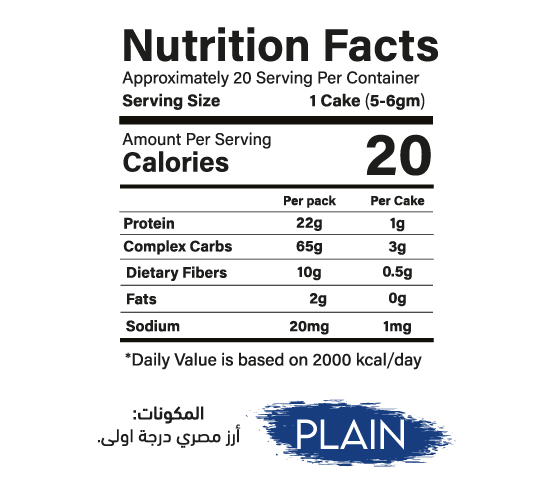 Nutrition Facts
Approximately 20 Serving Per Container
Serving Size 1 Cake (5-6gm)
Amount Per Serving
Calories 20
Per pack Per Cake
Protein 22g 1g
Complex Carbs 65g 3g
Dietary Fibers 10g 0.5g
Fats 2g 0g
Sodium 20mg 1mg
*Daily Value is based on 2000 kcal/day
المكونات:
أرز مصري درجة اولى.
PLAIN